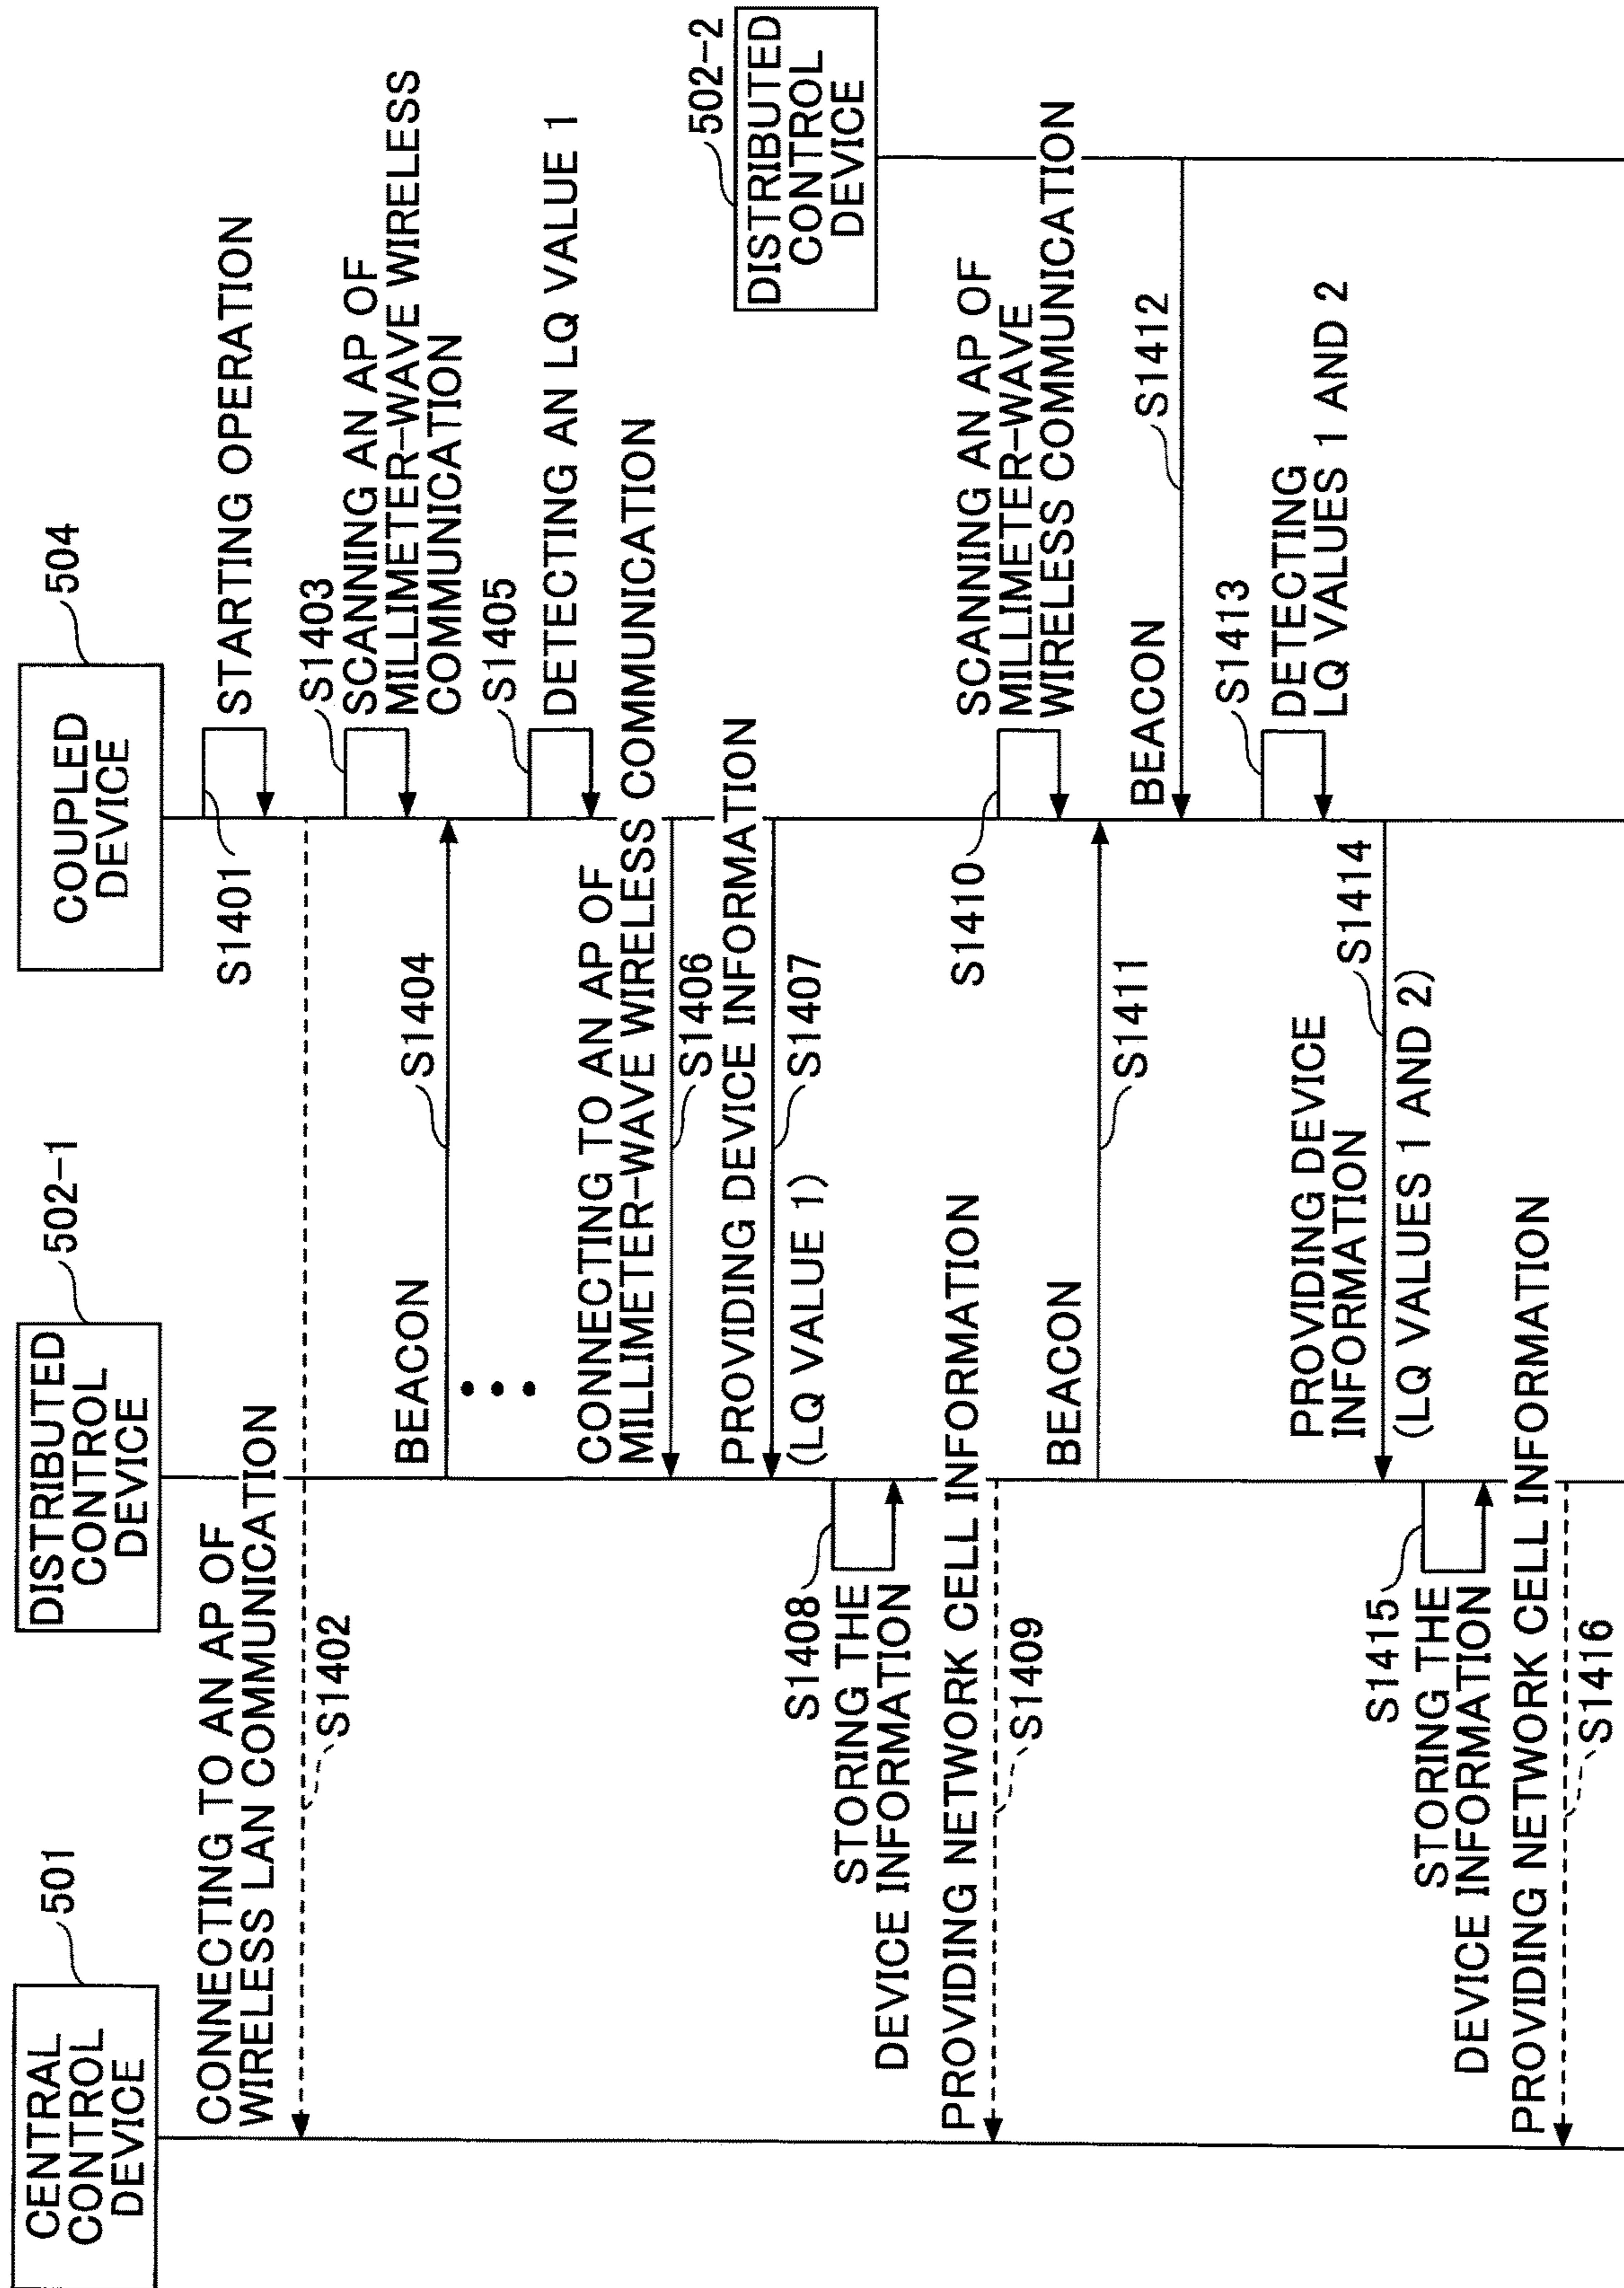 CENTRAL
CONTROL
DEVICE
501
DISTRIBUTED
CONTROL
DEVICE
502-1
COUPLED
DEVICE
504
DISTRIBUTED
CONTROL
DEVICE
502-2
S1401
STARTING OPERATION
CONNECTING TO AN AP OF
WIRELESS LAN COMMUNICATION
S1402
S1403
SCANNING AN AP OF
MILLIMETER-WAVE WIRELESS
COMMUNICATION
BEACON
S1404
S1405
DETECTING AN LQ VALUE 1
CONNECTING TO AN AP OF
MILLIMETER-WAVE WIRELESS COMMUNICATION
S1406
PROVIDING DEVICE INFORMATION
S1407
(LQ VALUE 1)
S1408
STORING THE
DEVICE INFORMATION
PROVIDING NETWORK CELL INFORMATION
S1409
S1410
SCANNING AN AP OF
MILLIMETER-WAVE
WIRELESS COMMUNICATION
BEACON
S1411
BEACON
S1412
S1413
DETECTING
LQ VALUES 1 AND 2
PROVIDING DEVICE
INFORMATION
S1414
(LQ VALUES 1 AND 2)
S1415
STORING THE
DEVICE INFORMATION
PROVIDING NETWORK CELL INFORMATION
S1416